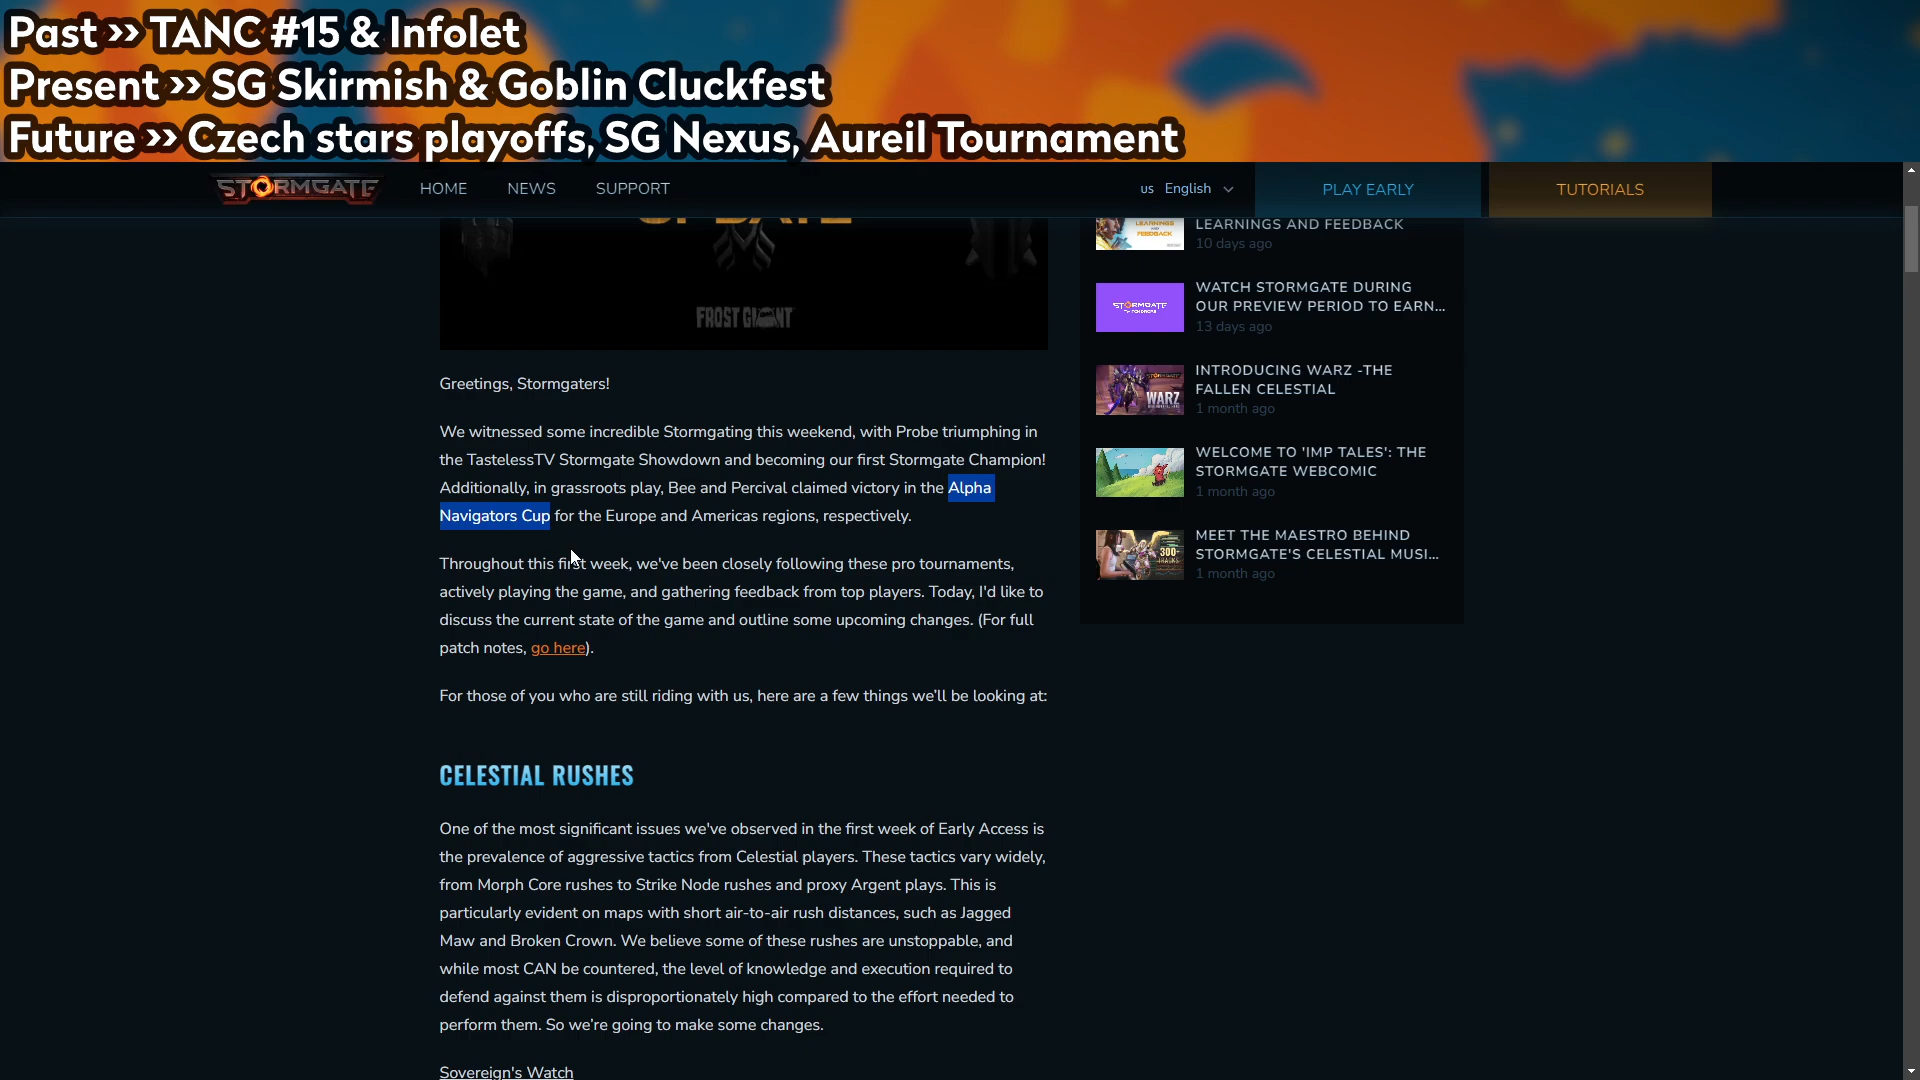 Past >> TANC #15 & Infolet
Present >> SG Skirmish & Goblin Cluckfest
Future >> Czech stars playoffs, SG Nexus, Aureil Tournament
STORMGATE
HOME
NEWS
SUPPORT
us English
PLAY EARLY
TUTORIALS
UPDATE
FROST GIANT
Greetings, Stormgaters!
We witnessed some incredible Stormgating this weekend, with Probe triumphing in
the TastelessTV Stormgate Showdown and becoming our first Stormgate Champion!
Additionally, in grassroots play, Bee and Percival claimed victory in the Alpha
Navigators Cup for the Europe and Americas regions, respectively.
Throughout this first week, we've been closely following these pro tournaments,
actively playing the game, and gathering feedback from top players. Today, I'd like to
discuss the current state of the game and outline some upcoming changes. (For full
patch notes, go here).
For those of you who are still riding with us, here are a few things we'll be looking at:
CELESTIAL RUSHES
One of the most significant issues we've observed in the first week of Early Access is
the prevalence of aggressive tactics from Celestial players. These tactics vary widely,
from Morph Core rushes to Strike Node rushes and proxy Argent plays. This is
particularly evident on maps with short air-to-air rush distances, such as Jagged
Maw and Broken Crown. We believe some of these rushes are unstoppable, and
while most CAN be countered, the level of knowledge and execution required to
defend against them is disproportionately high compared to the effort needed to
perform them. So we're going to make some changes.
Sovereign's Watch
LEARNINGS
AND
FEEDBACK
LEARNINGS AND FEEDBACK
10 days ago
STORMGATE
WATCH STORMGATE DURING
OUR PREVIEW PERIOD TO EARN...
13 days ago
STORMGATE
WARZ
INTRODUCING WARZ -THE
FALLEN CELESTIAL
1 month ago
WELCOME TO 'IMP TALES': THE
STORMGATE WEBCOMIC
1 month ago
300+
TRACKS
MEET THE MAESTRO BEHIND
STORMGATE'S CELESTIAL MUSI...
1 month ago